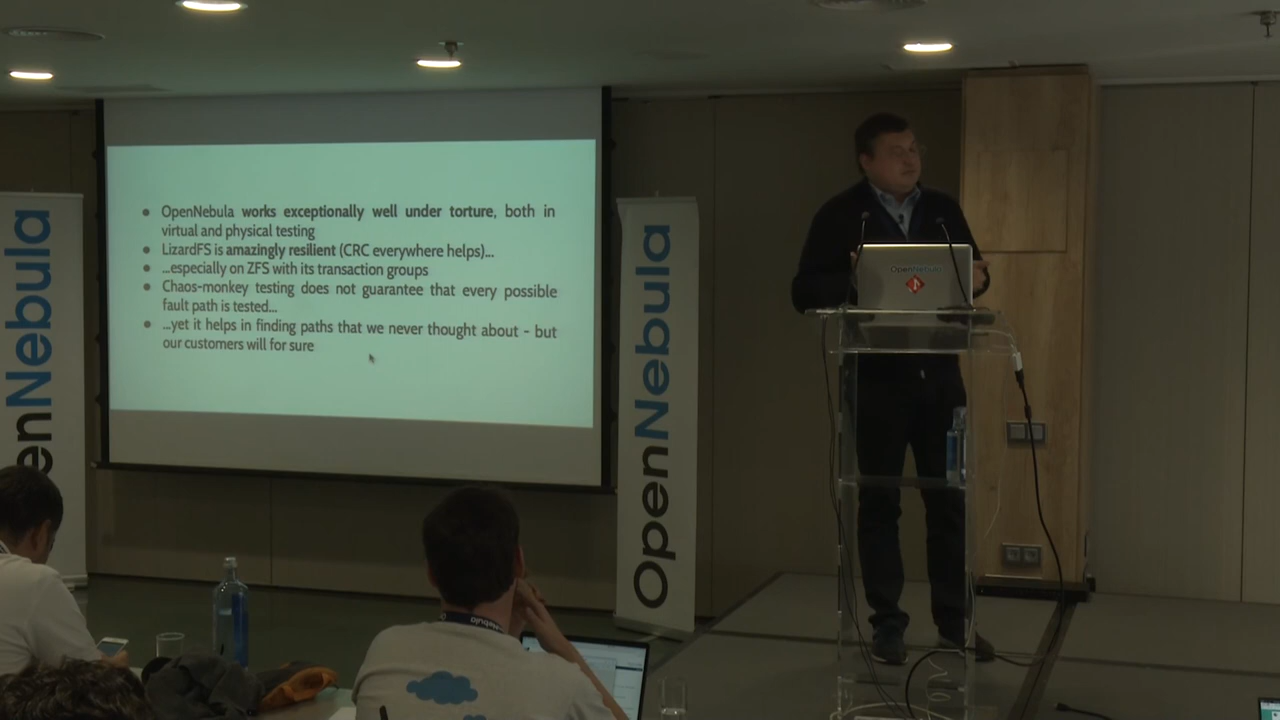 OpenNebula works exceptionally well under torture, both in
virtual and physical testing
LizardFS is amazingly resilient (CRC everywhere helps)...
...especially on ZFS with its transaction groups
Chaos-monkey testing does not guarantee that every possible
fault path is tested...
...yet it helps in finding paths that we never thought about - but
our customers will for sure
enNebula
OpenNebula
OpenNebula